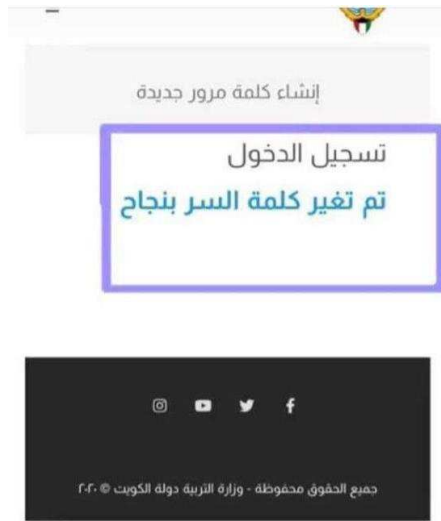 إنشاء كلمة مرور جديدة
تسجيل الدخول
تم تغير كلمة السر بنجاح
جميع الحقوق محفوظة - وزارة التربية دولة الكويت © ٢٠٢٠